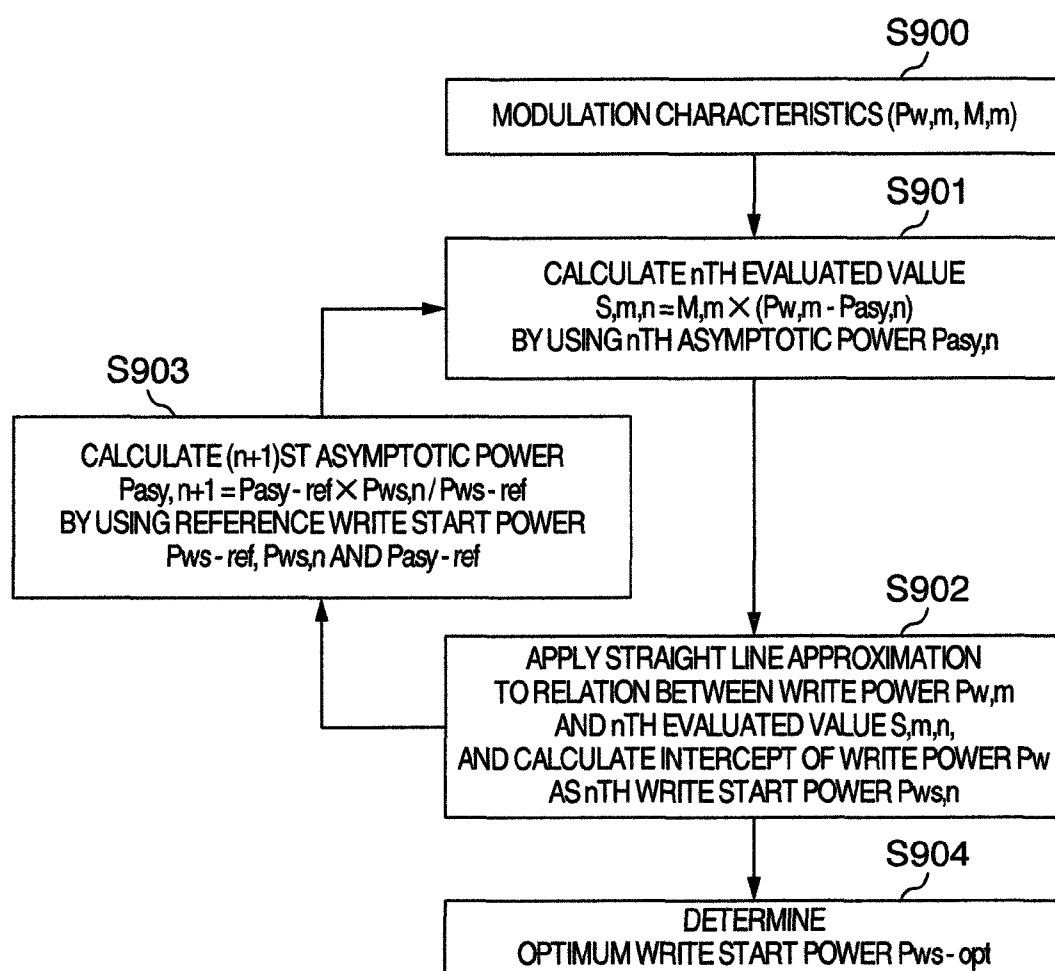 S900
MODULATION CHARACTERISTICS (Pw,m, M,m)
S901
CALCULATE nTH EVALUATED VALUE
S,m,n = M,m × (Pw,m - Pasy,n)
BY USING nTH ASYMPTOTIC POWER Pasy,n
S903
CALCULATE (n+1)ST ASYMPTOTIC POWER
Pasy, n+1 = Pasy - ref × Pws,n / Pws - ref
BY USING REFERENCE WRITE START POWER
Pws - ref, Pws,n AND Pasy - ref
S902
APPLY STRAIGHT LINE APPROXIMATION
TO RELATION BETWEEN WRITE POWER Pw,m
AND nTH EVALUATED VALUE S,m,n,
AND CALCULATE INTERCEPT OF WRITE POWER Pw
AS nTH WRITE START POWER Pws,n
S904
DETERMINE
OPTIMUM WRITE START POWER Pws - opt